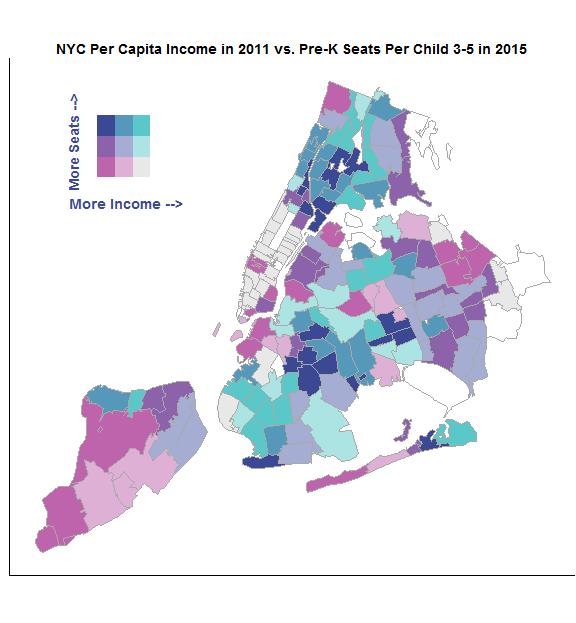 NYC Per Capita Income in 2011 vs. Pre-K Seats Per Child 3-5 in 2015
More Seats -->
More Income -->